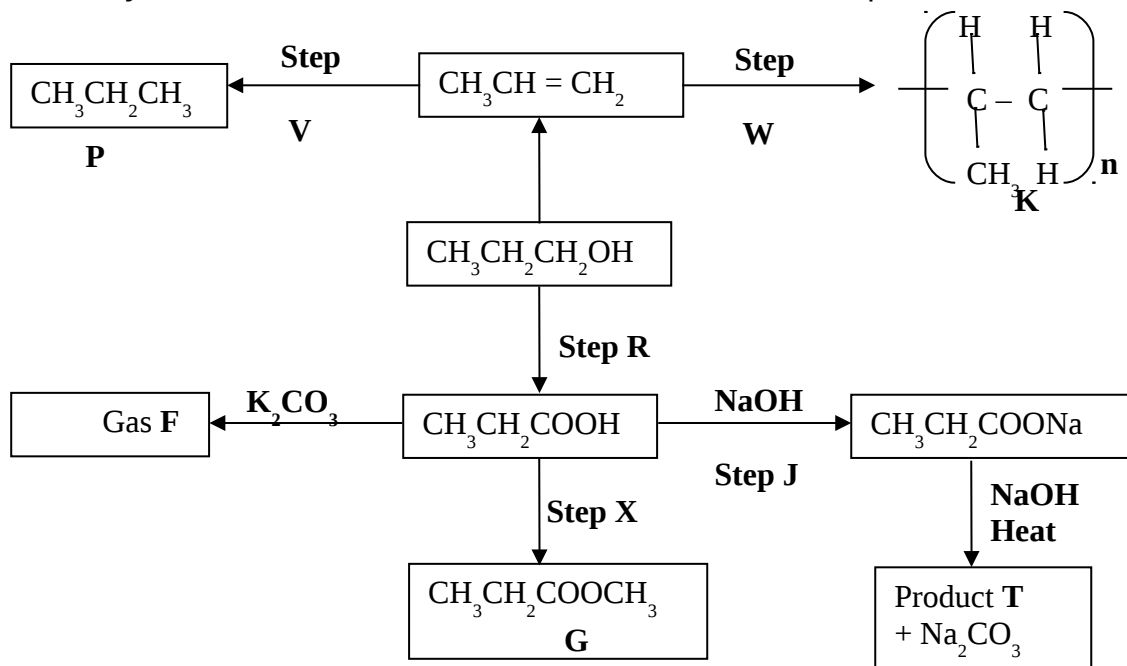 Step
CH₃CH₂CH₃
V
P
CH₃CH = CH₂
Step
W
H H
C – C
CH₃ H
n
K
CH₃CH₂CH₂OH
Step R
Gas F
K₂CO₃
CH₃CH₂COOH
NaOH
Step J
CH₃CH₂COONa
Step X
NaOH
Heat
CH₃CH₂COOCH₃
G
Product T
+ Na₂CO₃